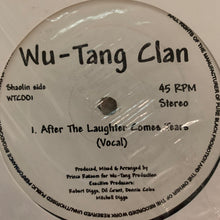 Wu-Tang Clan
Shaolin side
WTC001
45 RPM
Stereo
1. After The Laughter Comes Tears
(Vocal)
Produced, Mixed & Arranged by
Prince Rakeem for Wu-Tang Production
Executive Producers:
Robert Diggs, Oli Grant, Dennis Coles
Mitchell Diggs